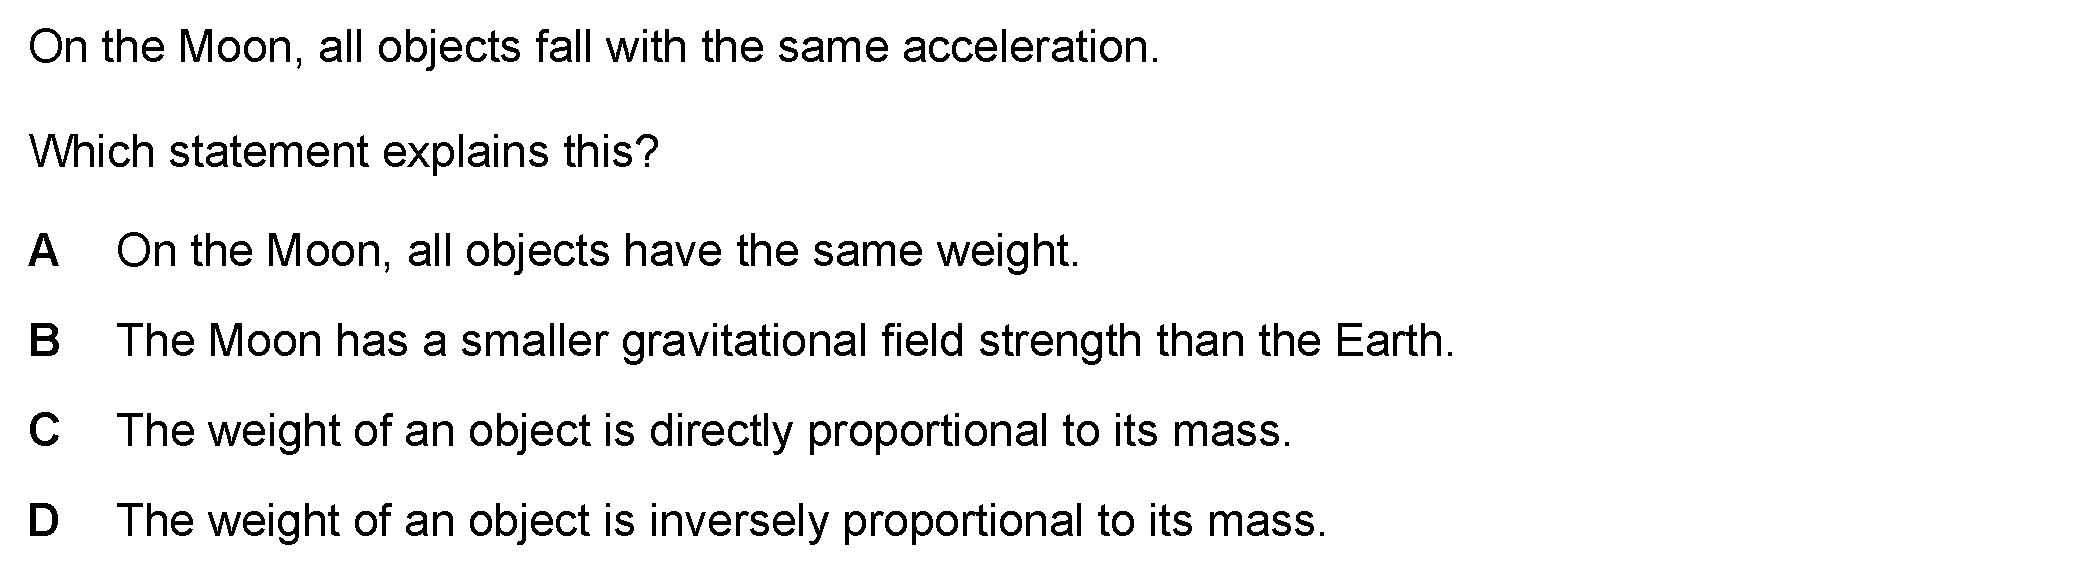 On the Moon, all objects fall with the same acceleration.
Which statement explains this?
A On the Moon, all objects have the same weight.
B The Moon has a smaller gravitational field strength than the Earth.
C The weight of an object is directly proportional to its mass.
D The weight of an object is inversely proportional to its mass.